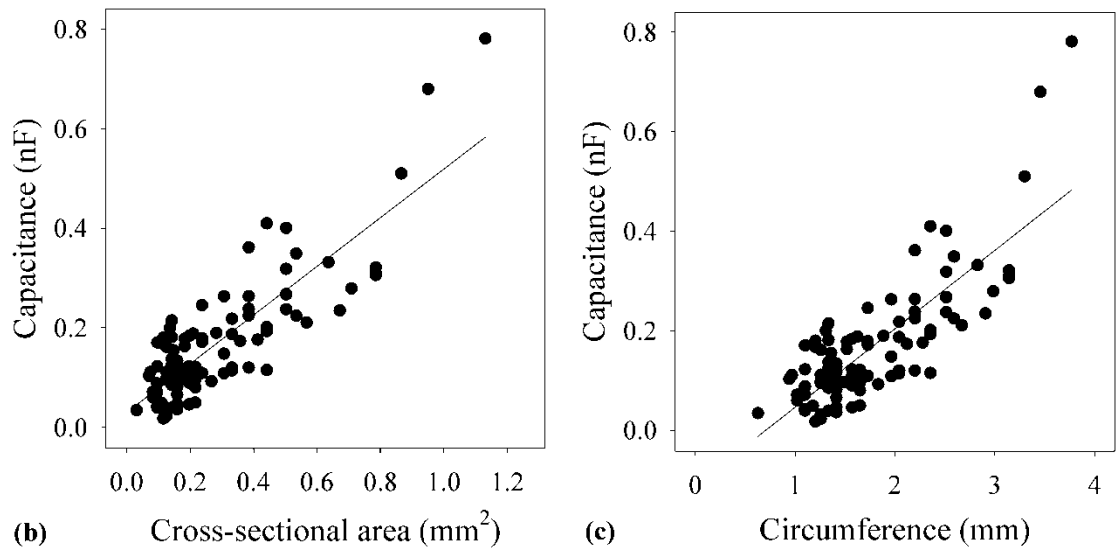 0.8
0.6
0.4
0.2
0.0
Capacitance (nF)
0.0 0.2 0.4 0.6 0.8 1.0 1.2
(b) Cross-sectional area (mm²)
0.8
0.6
0.4
0.2
0.0
Capacitance (nF)
0 1 2 3 4
(c) Circumference (mm)